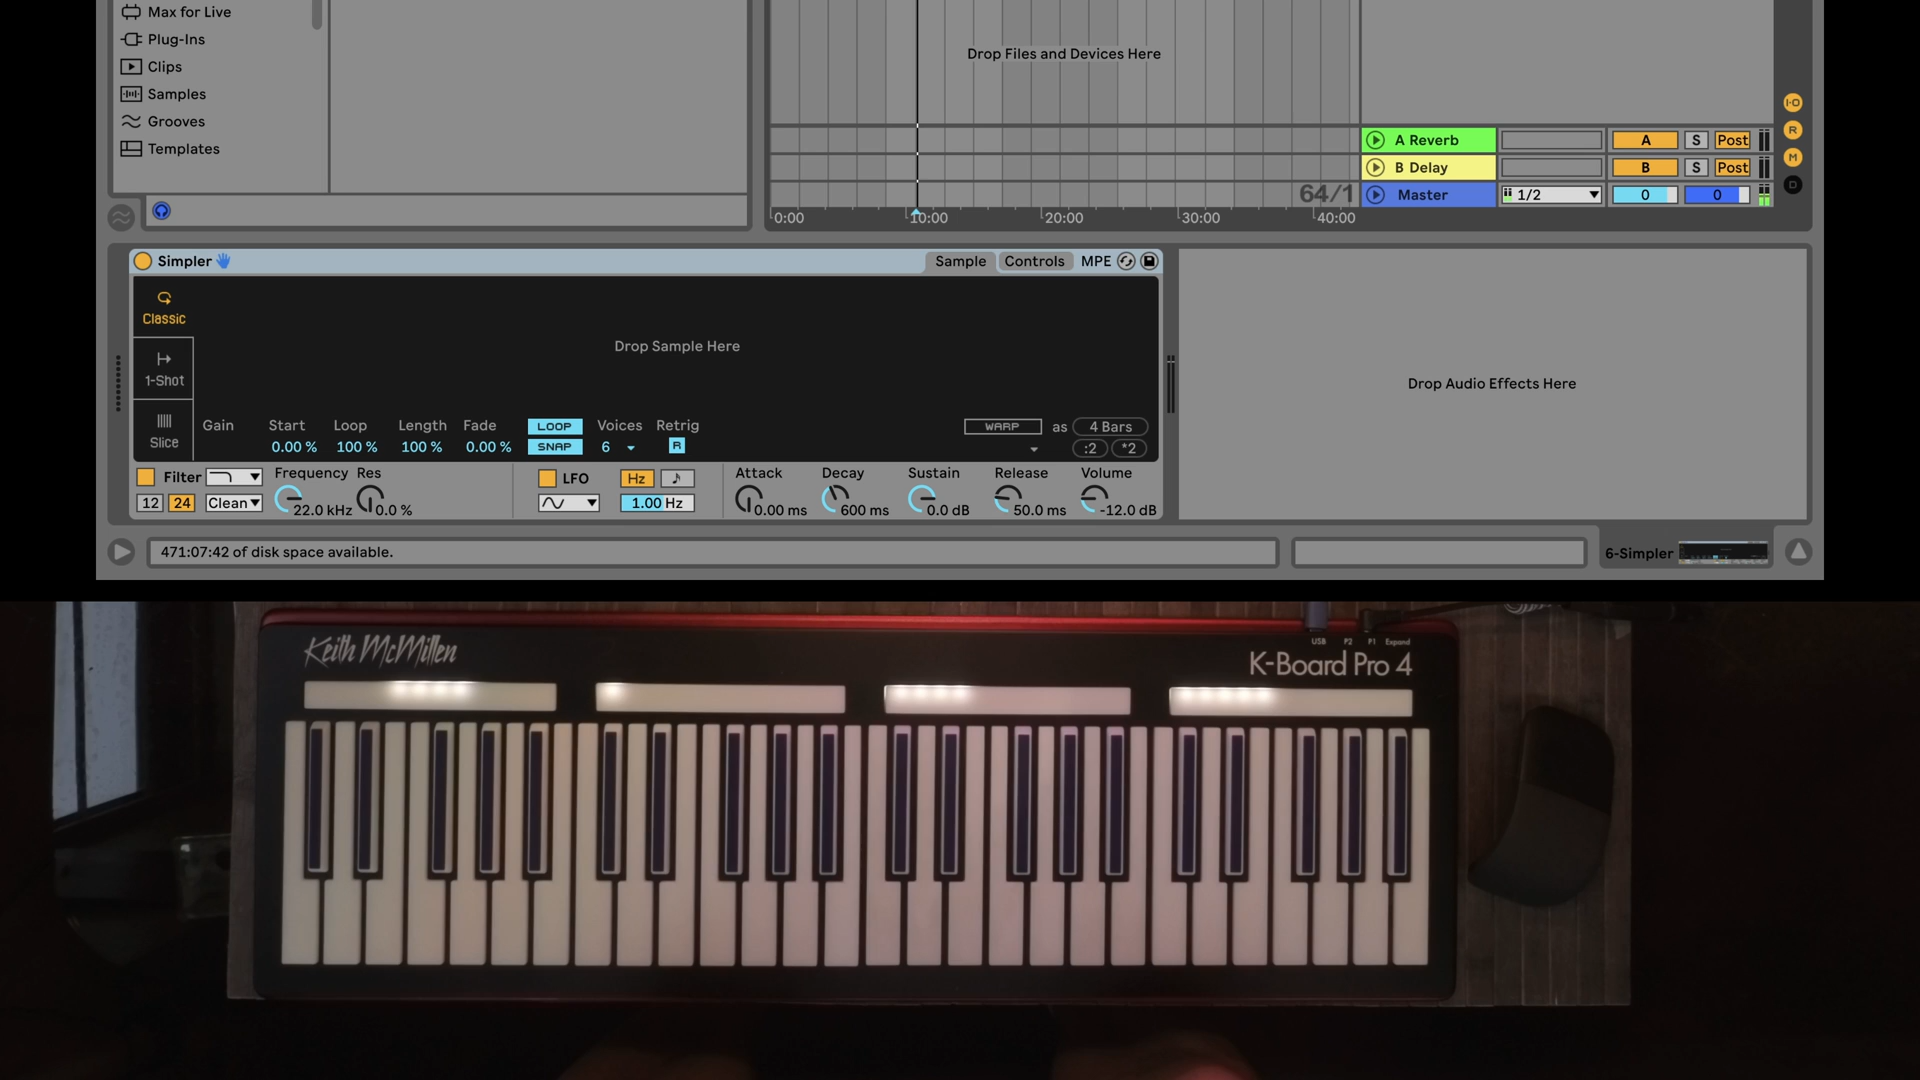 Max for Live
Plug-Ins
Clips
Samples
Grooves
Templates
Drop Files and Devices Here
I·O
R
M
D
A Reverb
A
S
Post
B Delay
B
S
Post
64/1
Master
1/2
0
0
0:00
10:00
20:00
30:00
40:00
Simpler
Sample
Controls
MPE
Classic
1-Shot
Slice
Drop Sample Here
Gain
Start
Loop
Length
Fade
LOOP
Voices
Retrig
WARP
as
4 Bars
0.00 %
100 %
100 %
0.00 %
SNAP
6
R
:2
*2
Filter
Frequency
Res
LFO
Hz
Attack
Decay
Sustain
Release
Volume
12
24
Clean
22.0 kHz
0.0 %
1.00 Hz
0.00 ms
600 ms
0.0 dB
50.0 ms
-12.0 dB
Drop Audio Effects Here
471:07:42 of disk space available.
6-Simpler
Keith McMillen
USB P2 P1 Expand
K-Board Pro 4